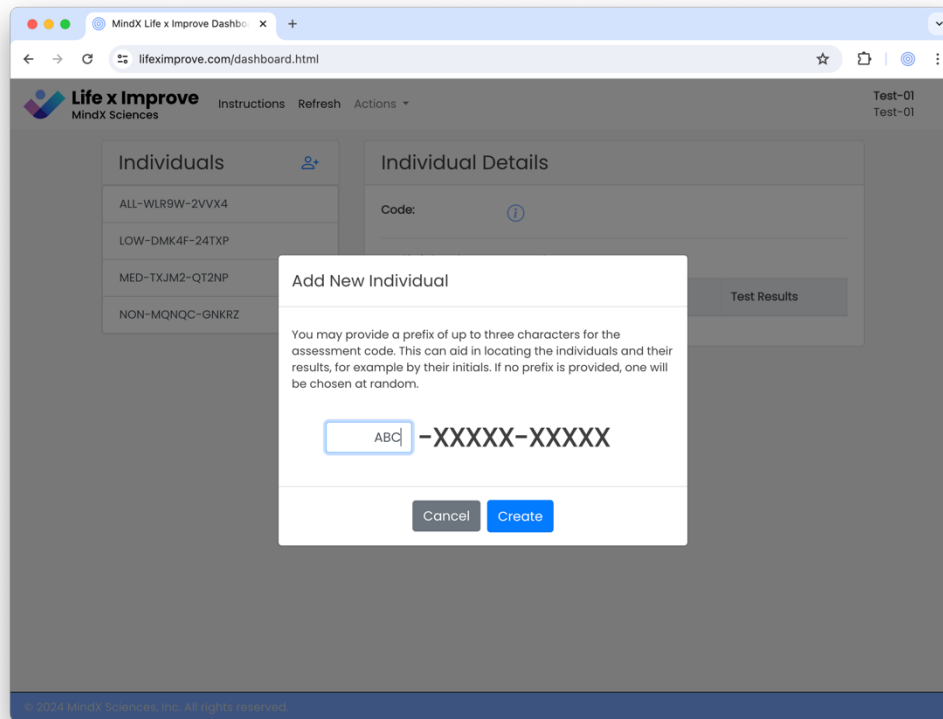 MindX Life x Improve Dashbo
lifeximprove.com/dashboard.html
Life x Improve
MindX Sciences
Instructions Refresh Actions
Test-01
Test-01
Individuals
ALL-WLR9W-2VVX4
LOW-DMK4F-24TXP
MED-TXJM2-QT2NP
NON-MQNQC-GNKRZ
Individual Details
Code:
Test Results
Add New Individual
You may provide a prefix of up to three characters for the
assessment code. This can aid in locating the individuals and their
results, for example by their initials. If no prefix is provided, one will
be chosen at random.
ABC -XXXXX-XXXXX
Cancel Create
© 2024 MindX Sciences, Inc. All rights reserved.